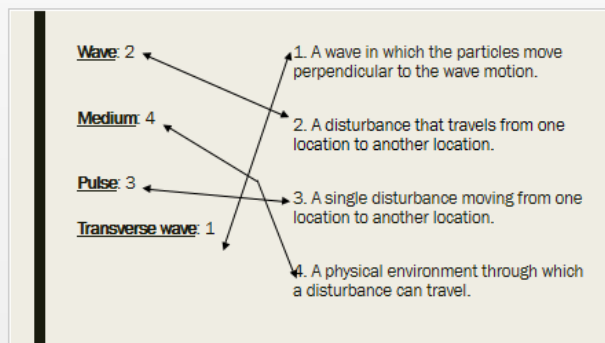 Wave: 2
Medium: 4
Pulse: 3
Transverse wave: 1
1. A wave in which the particles move
perpendicular to the wave motion.
2. A disturbance that travels from one
location to another location.
3. A single disturbance moving from one
location to another location.
4. A physical environment through which
a disturbance can travel.